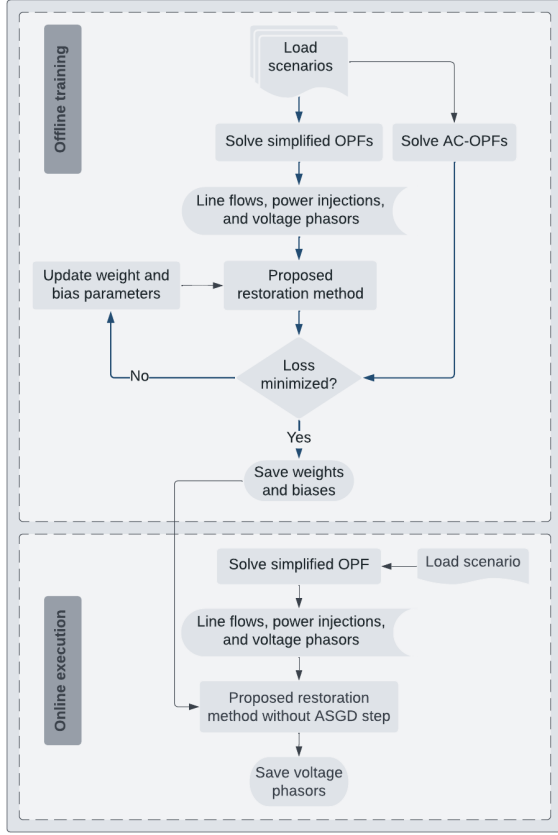 Offline training
Load
scenarios
Solve simplified OPFs
Solve AC-OPFs
Line flows, power injections,
and voltage phasors
Update weight and
bias parameters
Proposed
restoration method
Loss
minimized?
No
Yes
Save weights
and biases
Online execution
Solve simplified OPF
Load scenario
Line flows, power injections,
and voltage phasors
Proposed restoration
method without ASGD step
Save voltage
phasors